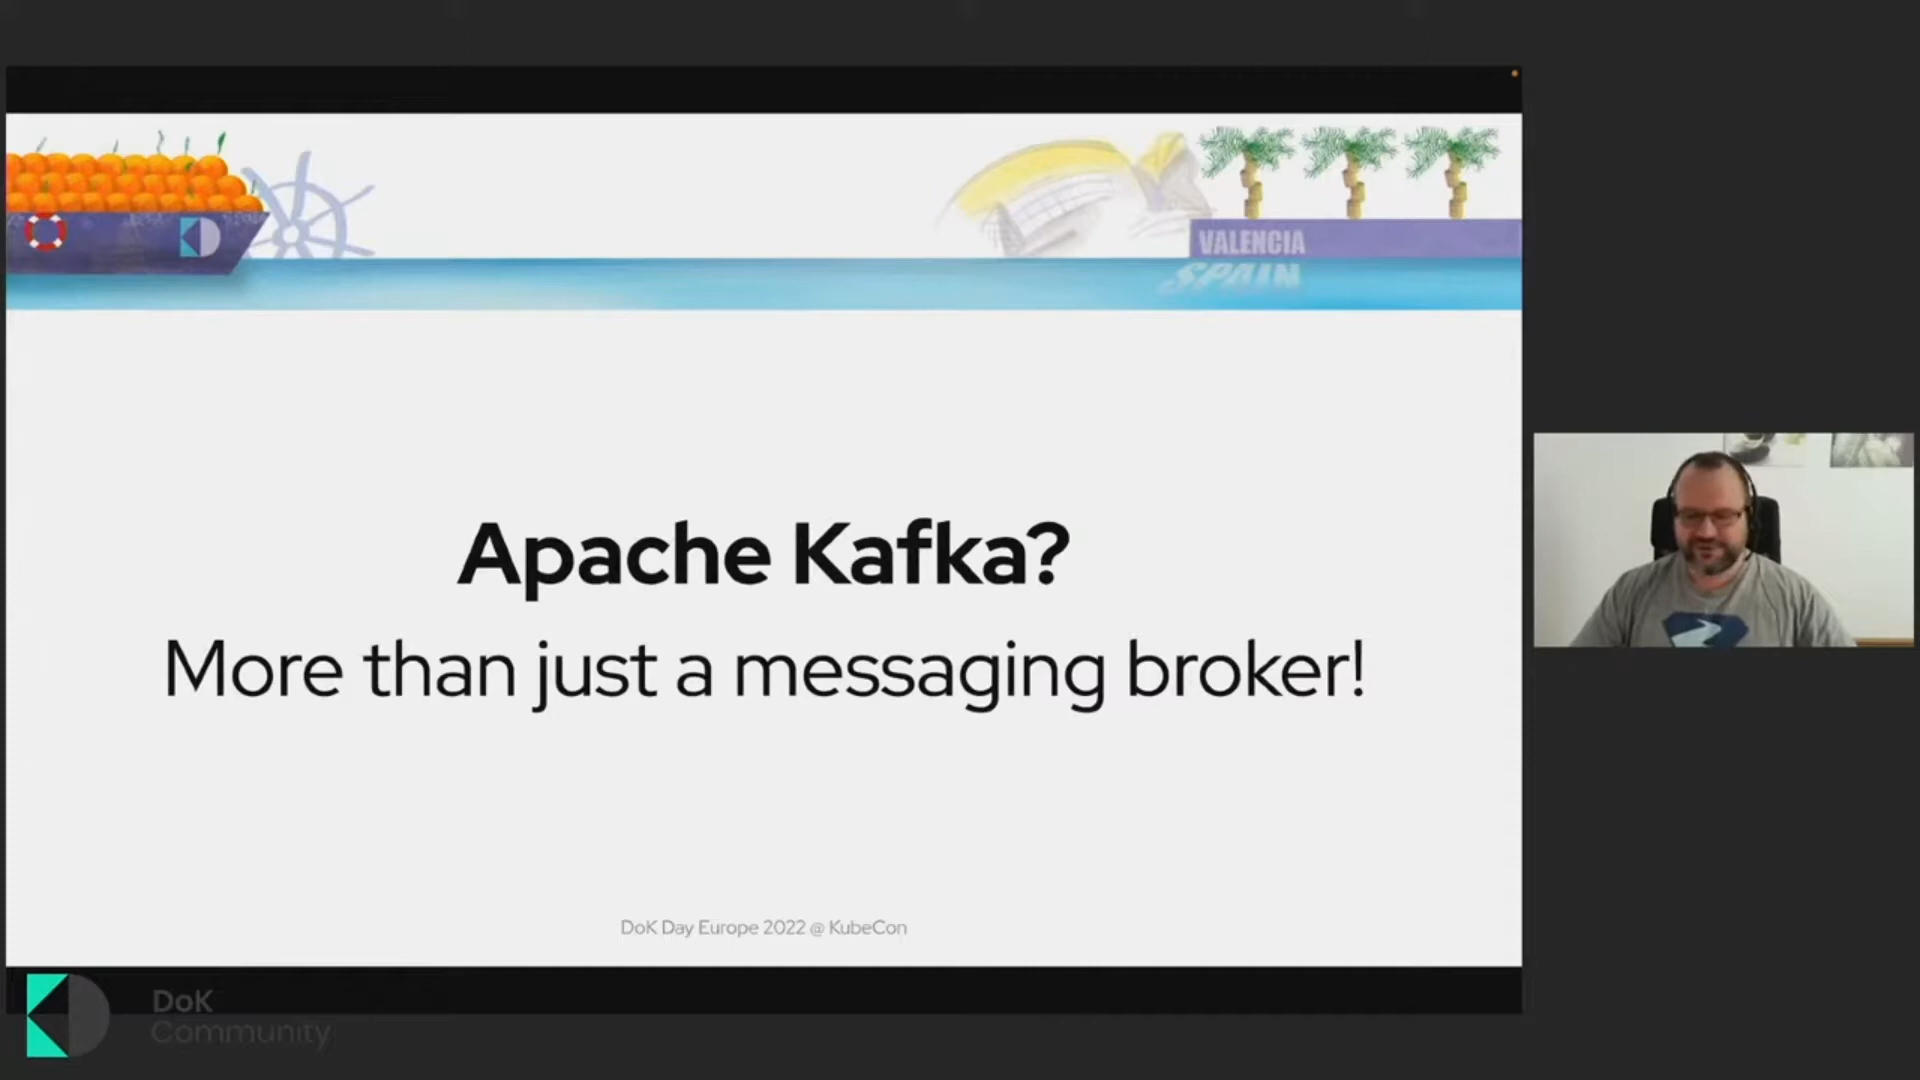 VALENCIA
SPAIN
Apache Kafka?
More than just a messaging broker!
DoK Day Europe 2022 @ KubeCon
DoK
Community